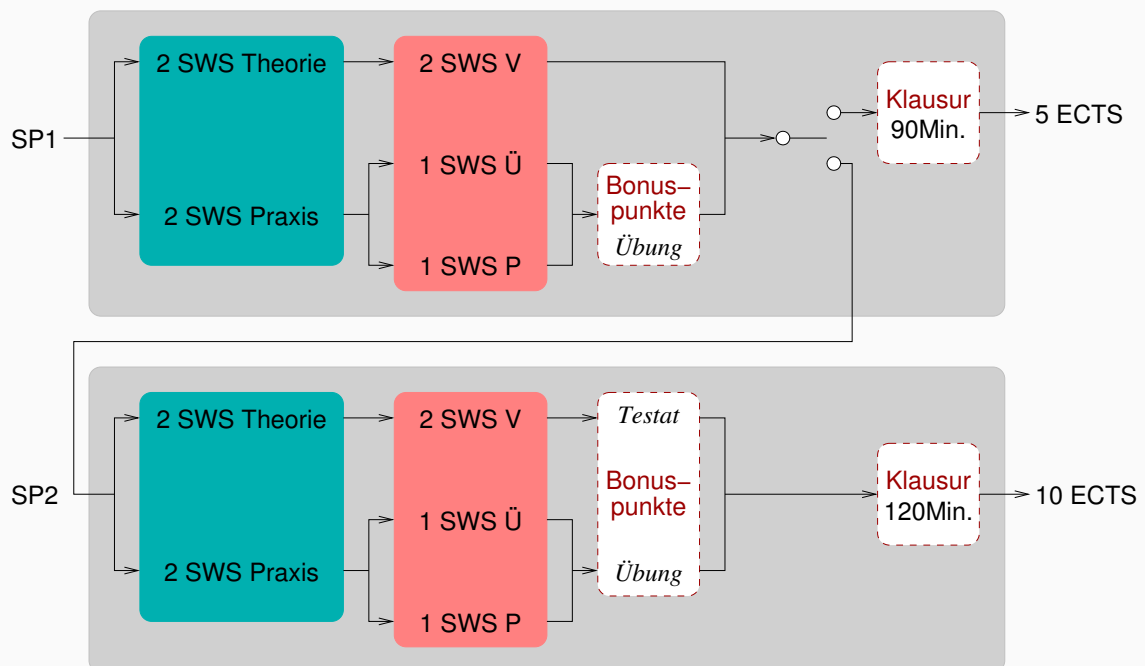 2 SWS Theorie
2 SWS V
Klausur
90Min.
5 ECTS
SP1
1 SWS Ü
Bonus–
punkte
Übung
2 SWS Praxis
1 SWS P
2 SWS Theorie
2 SWS V
Testat
Bonus–
punkte
Übung
Klausur
120Min.
10 ECTS
SP2
1 SWS Ü
2 SWS Praxis
1 SWS P